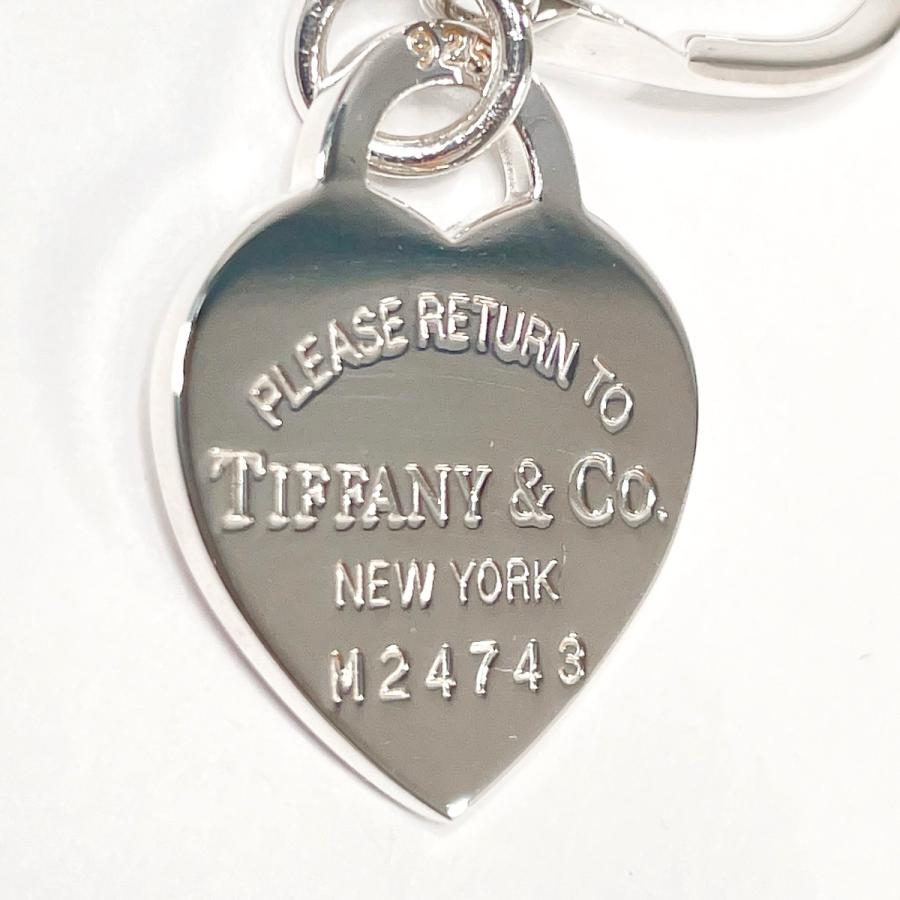 925
PLEASE RETURN TO
TIFFANY & CO.
NEW YORK
M24743